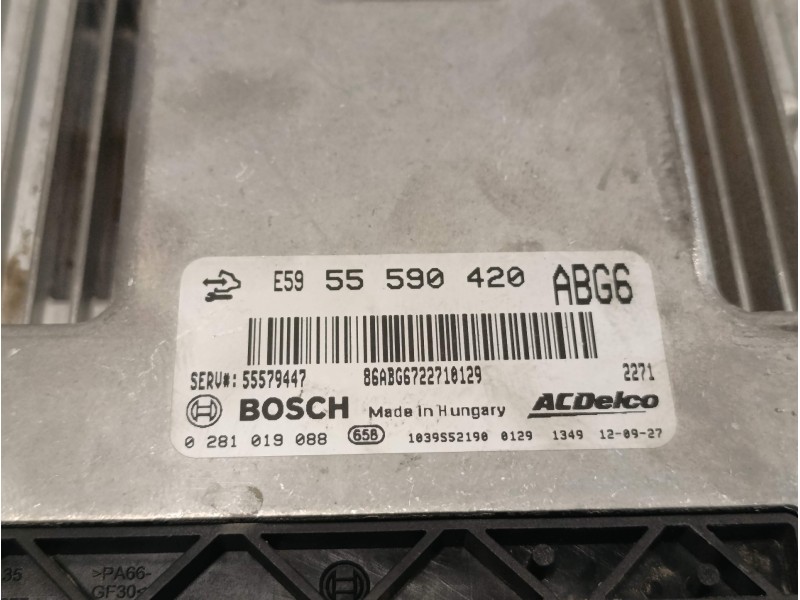 E59 55 590 420 ABG6
SERV#: 55579447 86ABG6722710129 2271
BOSCH Made in Hungary ACDelco
0 281 019 088 658 1039S52190 0129 1349 12-09-27
35 >PA66-
GF30<